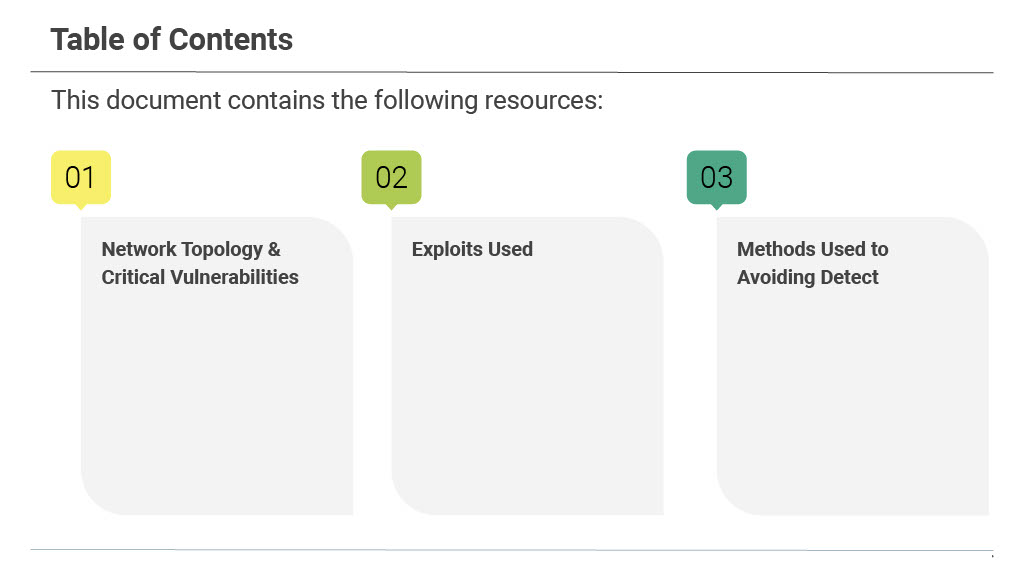 Table of Contents
This document contains the following resources:
01
Network Topology &
Critical Vulnerabilities
02
Exploits Used
03
Methods Used to
Avoiding Detect